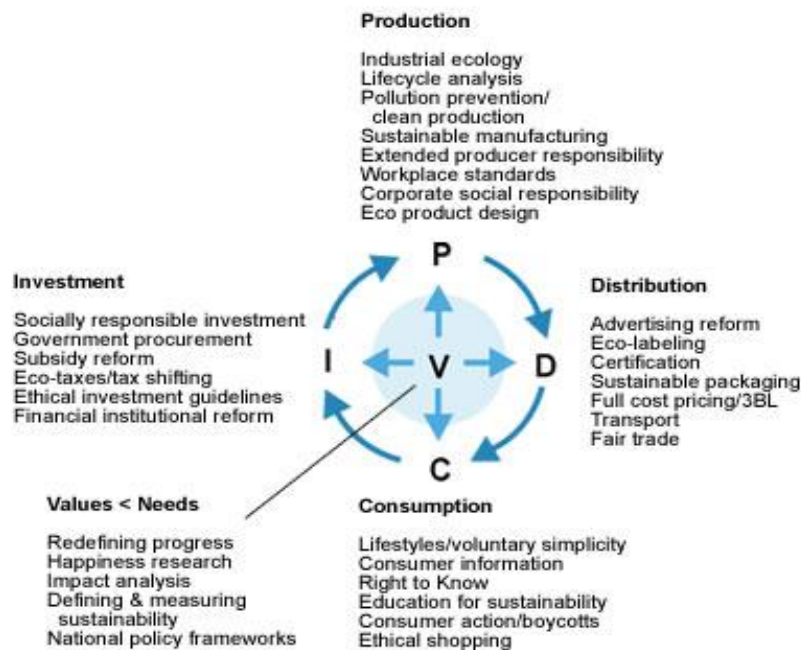 Production
Industrial ecology
Lifecycle analysis
Pollution prevention/
clean production
Sustainable manufacturing
Extended producer responsibility
Workplace standards
Corporate social responsibility
Eco product design
Investment
Socially responsible investment
Government procurement
Subsidy reform
Eco-taxes/tax shifting
Ethical investment guidelines
Financial institutional reform
P
I
V
D
C
Distribution
Advertising reform
Eco-labeling
Certification
Sustainable packaging
Full cost pricing/3BL
Transport
Fair trade
Values < Needs
Redefining progress
Happiness research
Impact analysis
Defining & measuring
sustainability
National policy frameworks
Consumption
Lifestyles/voluntary simplicity
Consumer information
Right to Know
Education for sustainability
Consumer action/boycotts
Ethical shopping